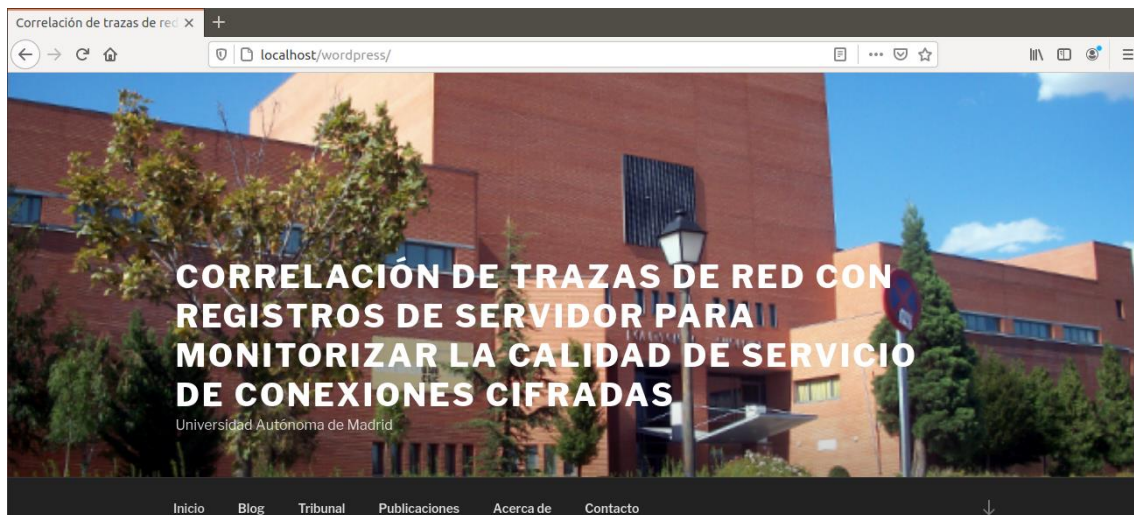 Correlación de trazas de red
localhost/wordpress/
CORRELACIÓN DE TRAZAS DE RED CON
REGISTROS DE SERVIDOR PARA
MONITORIZAR LA CALIDAD DE SERVICIO
DE CONEXIONES CIFRADAS
Universidad Autónoma de Madrid
Inicio Blog Tribunal Publicaciones Acerca de Contacto